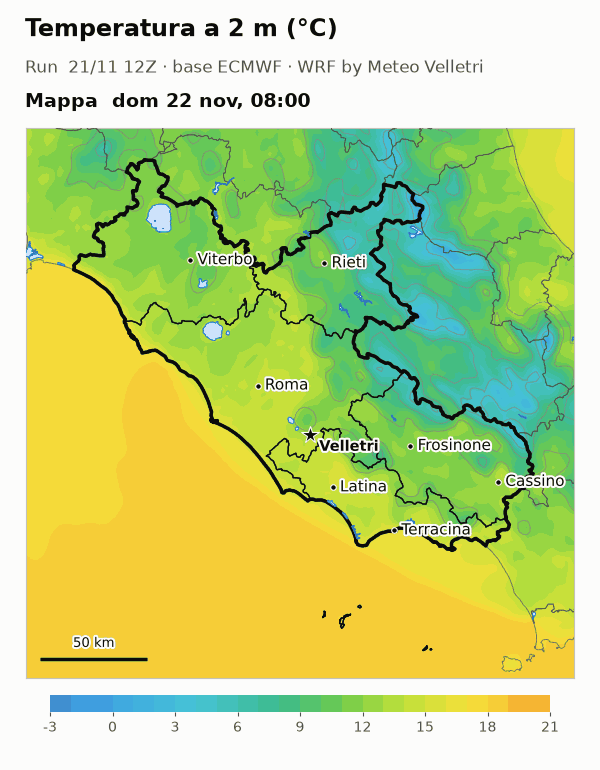 Temperatura a 2 m (°C)
Run 21/11 12Z · base ECMWF · WRF by Meteo Velletri
Mappa dom 22 nov, 08:00
Viterbo
Rieti
Roma
Velletri
Frosinone
Latina
Cassino
Terracina
50 km
-3 0 3 6 9 12 15 18 21